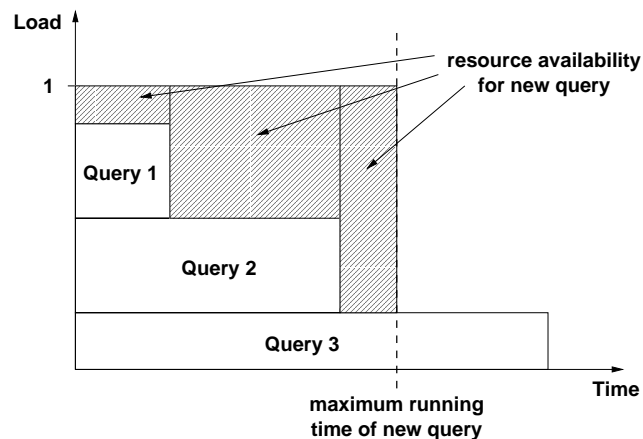 Load
resource availability
for new query
1
Query 1
Query 2
Query 3
Time
maximum running
time of new query